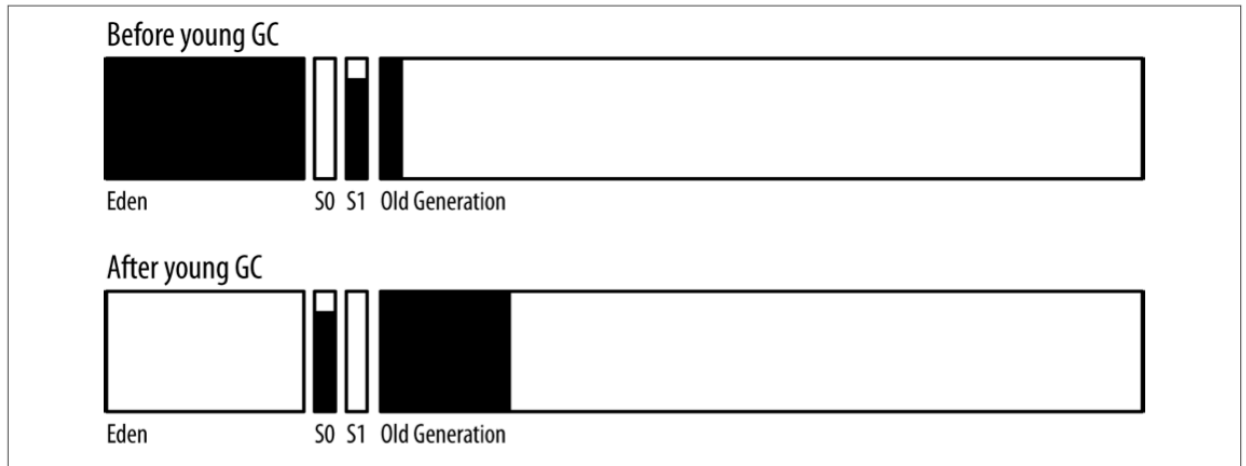 Before young GC
Eden S0 S1 Old Generation
After young GC
Eden S0 S1 Old Generation